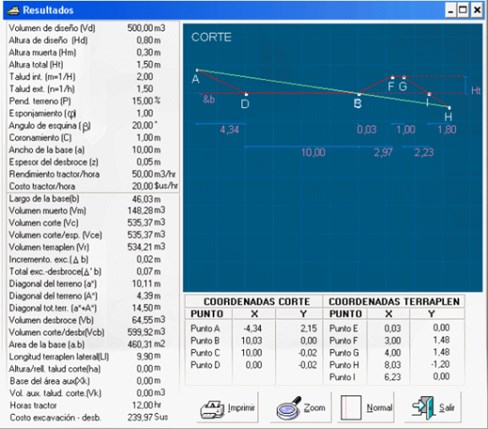 Resultados
Volumen de diseño (Vd) 500,00 m3
Altura de diseño (Hd) 0,80 m
Altura muerta (Hm) 0,30 m
Altura total (Ht) 1,50 m
Talud int. (m=1/H) 2,00
Talud ext. (n=1/h) 1,50
Pend. terreno (P) 15,00 %
Esponjamiento (φ) 1,00
Angulo de esquina (β) 20,00 °
Coronamiento (C) 1,00 m
Ancho de la base (a) 10,00 m
Espesor del desbroce (z) 0,05 m
Rendimiento tractor/hora 50,00 m3/hr
Costo tractor/hora 20,00 $us/hr
Largo de la base(b) 46,03 m
Volumen muerto (Vm) 148,28 m3
Volumen corte (Vc) 535,37 m3
Volumen corte/esp. (Vce) 535,37 m3
Volumen terraplen (Vr) 534,21 m3
Incremento. exc.(Δ b) 0,02 m
Total exc.-desbroce(Δ' b) 0,07 m
Diagonal del terreno (a") 10,11 m
Diagonal del terreno (A") 4,39 m
Diagonal tot.terr. (a"+A") 14,50 m
Volumen desbroce (Vb) 64,55 m3
Volumen corte/desbr(Vcb) 599,92 m3
Area de la base (a.b) 460,31 m2
Longitud terraplen lateral(Ll) 9,90 m
Altura/rell. talud corte(ha) 0,00 m
Base del área aux(Xk.) 0,00 m
Vol. aux. talud. corte.(Vk) 0,00 m3
Horas tractor 12,00 hr
Costo excavación - desb. 239,97 $us
CORTE
A
D
B
F G
I
H
Ht
&b
4,34
0,03 1,00 1,80
10,00 2,97 2,23
COORDENADAS CORTE COORDENADAS TERRAPLEN
PUNTO X Y PUNTO X Y
Punto A -4,34 2,15 Punto E 0,03 0,00
Punto B 10,03 0,00 Punto F 3,00 1,48
Punto C 10,00 -0,02 Punto G 4,00 1,48
Punto D 0,00 -0,02 Punto H 8,03 -1,20
Punto I 6,23 0,00
Imprimir Zoom Normal Salir